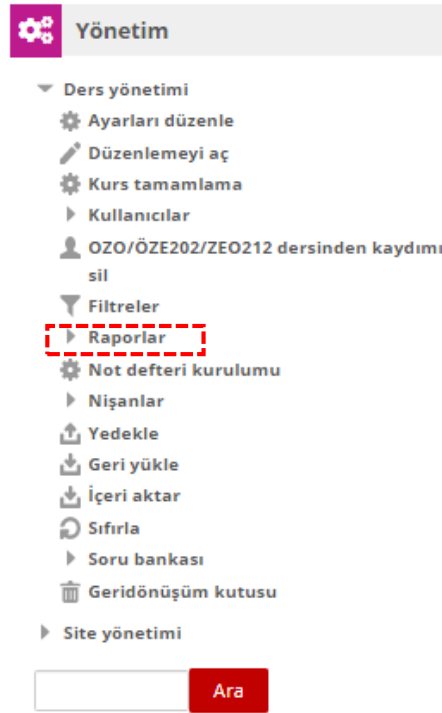 Yönetim
Ders yönetimi
Ayarları düzenle
Düzenlemeyi aç
Kurs tamamlama
Kullanıcılar
OZO/ÖZE202/ZEO212 dersinden kaydımı
sil
Filtreler
Raporlar
Not defteri kurulumu
Nişanlar
Yedekle
Geri yükle
İçeri aktar
Sıfırla
Soru bankası
Geridönüşüm kutusu
Site yönetimi
Ara